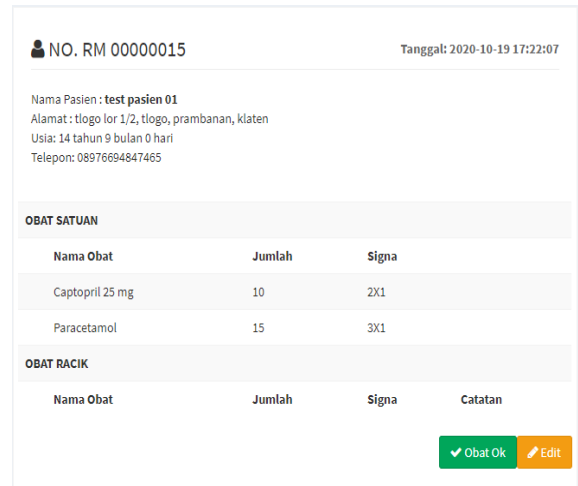 NO. RM 00000015 Tanggal: 2020-10-19 17:22:07
Nama Pasien : test pasien 01
Alamat : tlogo lor 1/2, tlogo, prambanan, klaten
Usia: 14 tahun 9 bulan 0 hari
Telepon: 08976694847465
OBAT SATUAN
Nama Obat Jumlah Signa
Captopril 25 mg 10 2X1
Paracetamol 15 3X1
OBAT RACIK
Nama Obat Jumlah Signa Catatan
Obat Ok Edit